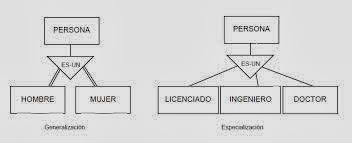 PERSONA
ES-UN
HOMBRE
MUJER
Generalización
PERSONA
ES-UN
LICENCIADO
INGENIERO
DOCTOR
Especialización